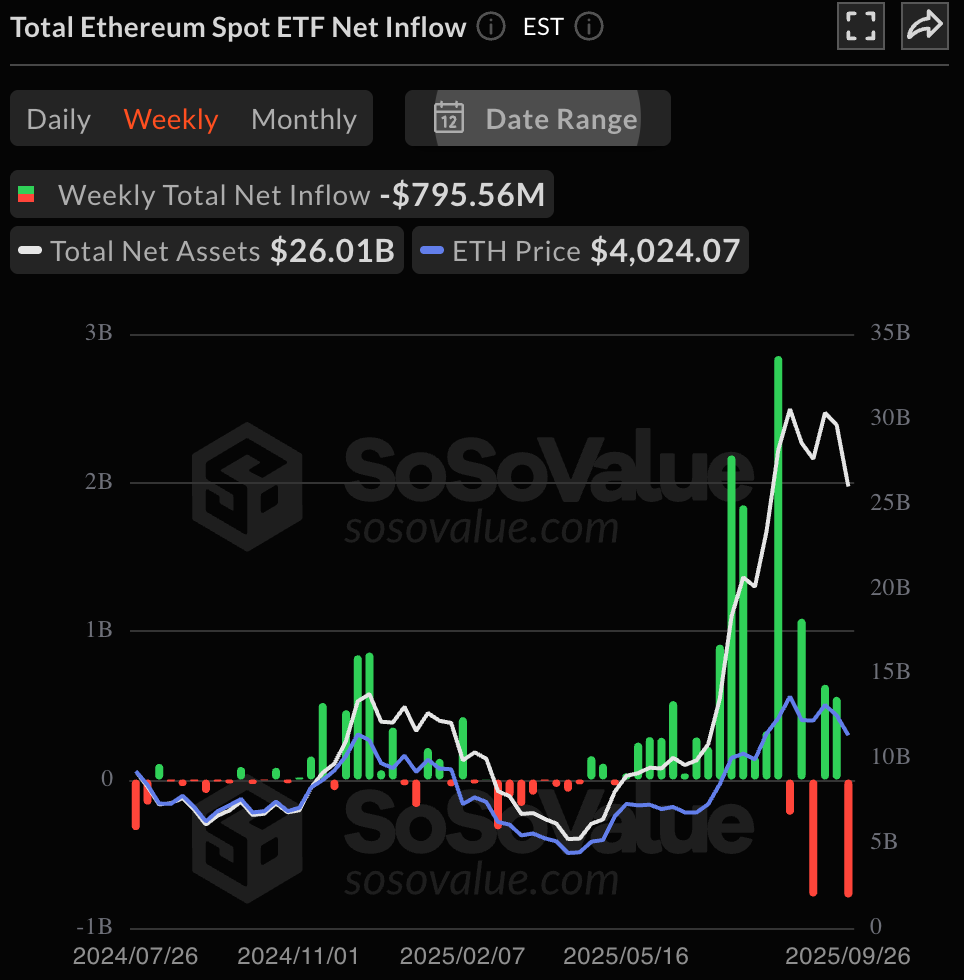 Total Ethereum Spot ETF Net Inflow EST
Daily Weekly Monthly 12 Date Range
Weekly Total Net Inflow -$795.56M
Total Net Assets $26.01B ETH Price $4,024.07
3B 35B
30B
SoSoValue
2B
25B
sosovalue.com
20B
1B
15B
0 10B
SoSoValue
5B
sosovalue.com
-1B 0
2024/07/26 2024/11/01 2025/02/07 2025/05/16 2025/09/26